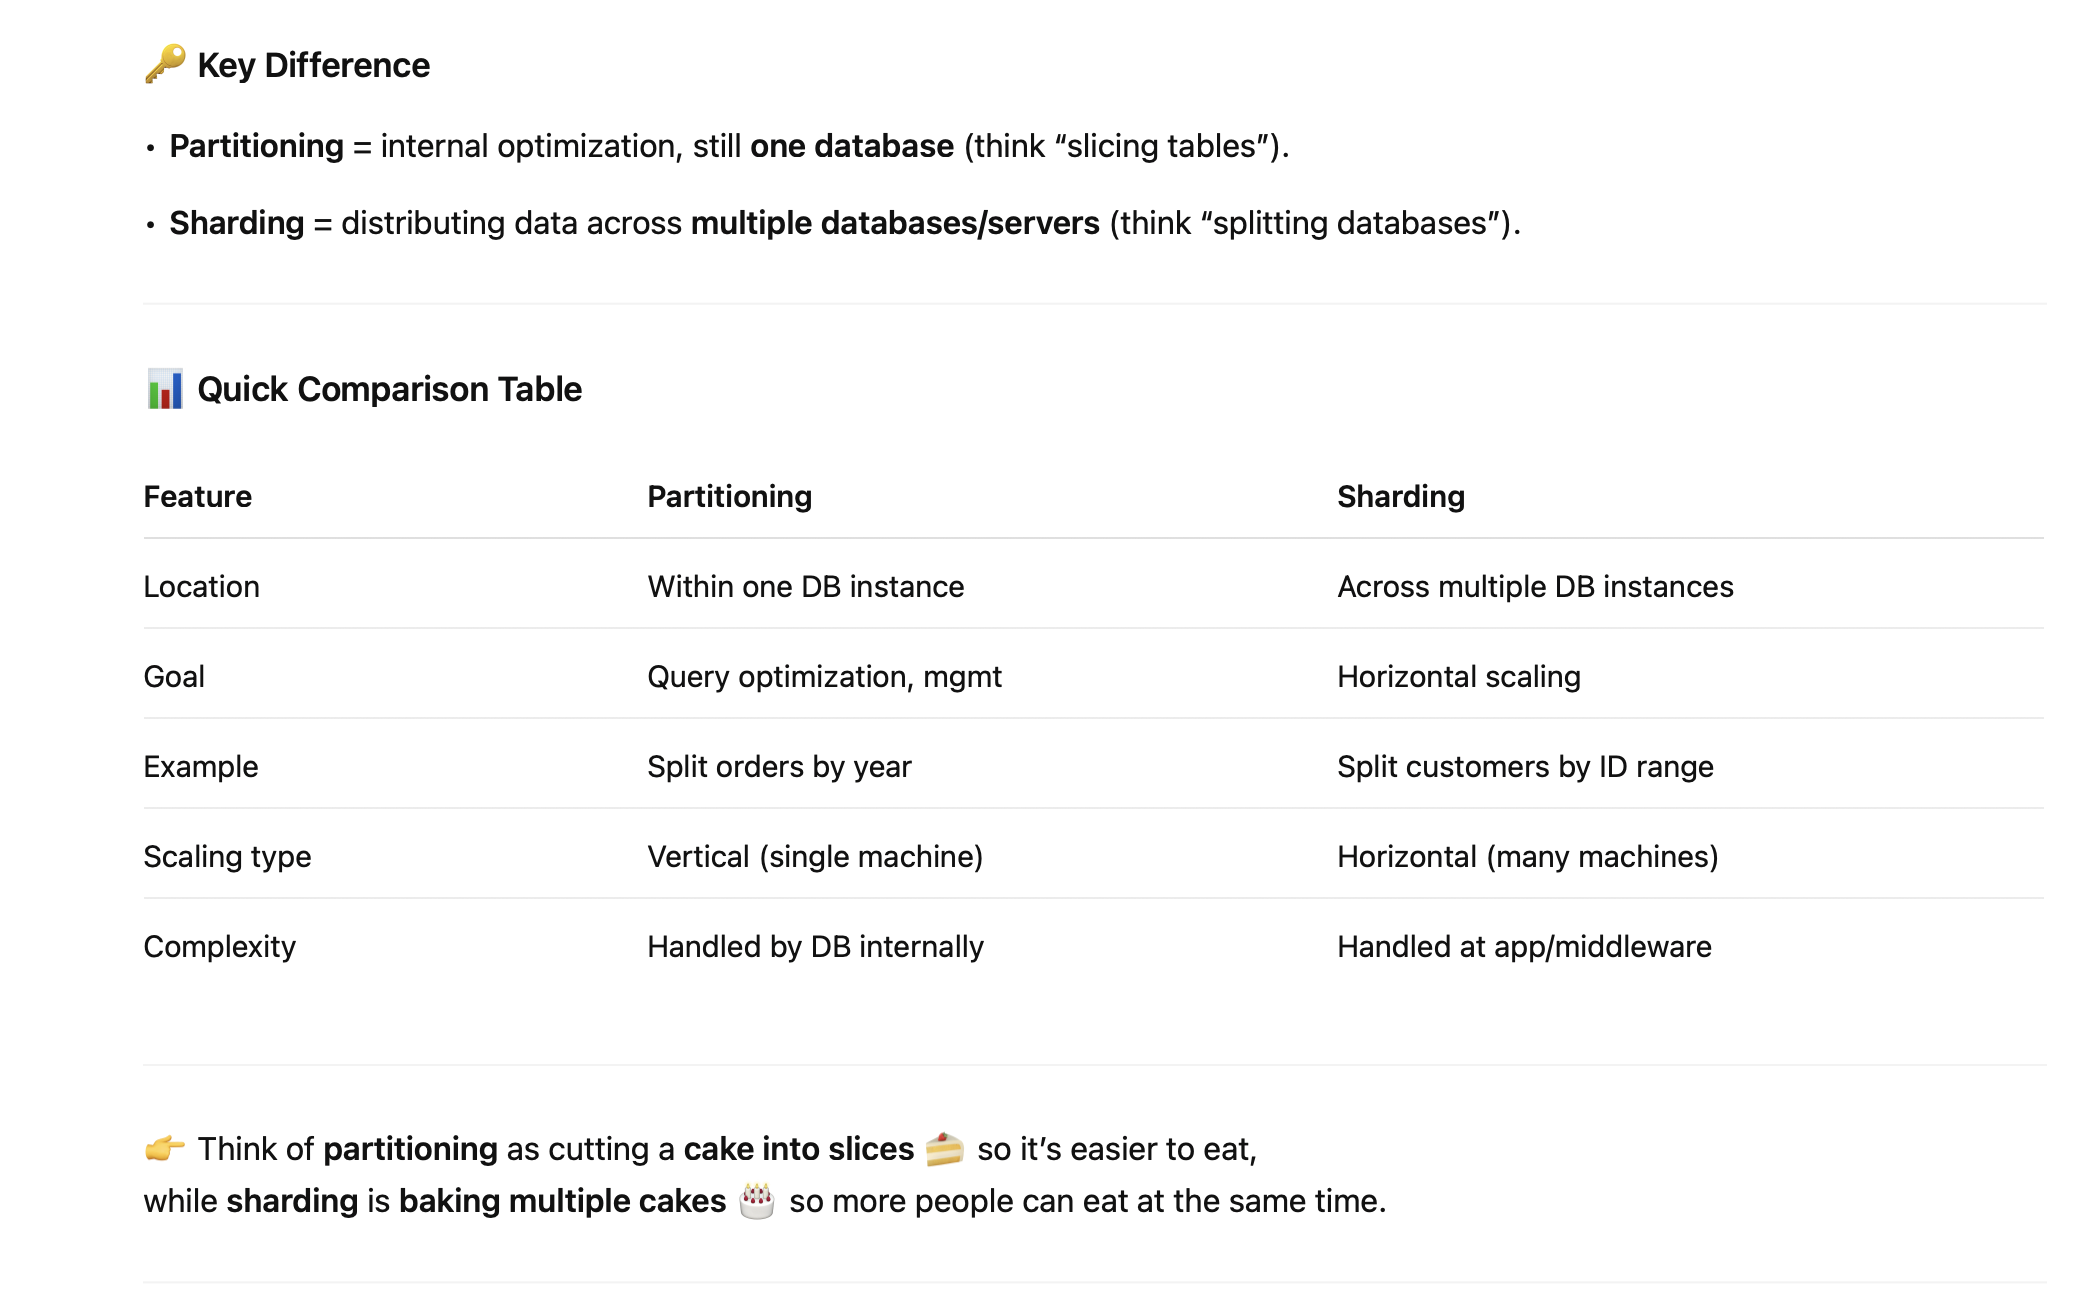 🔑 Key Difference
• Partitioning = internal optimization, still one database (think “slicing tables”).
• Sharding = distributing data across multiple databases/servers (think “splitting databases”).
📊 Quick Comparison Table
Feature Partitioning Sharding
Location Within one DB instance Across multiple DB instances
Goal Query optimization, mgmt Horizontal scaling
Example Split orders by year Split customers by ID range
Scaling type Vertical (single machine) Horizontal (many machines)
Complexity Handled by DB internally Handled at app/middleware
👉 Think of partitioning as cutting a cake into slices 🍰 so it’s easier to eat,
while sharding is baking multiple cakes 🎂 so more people can eat at the same time.